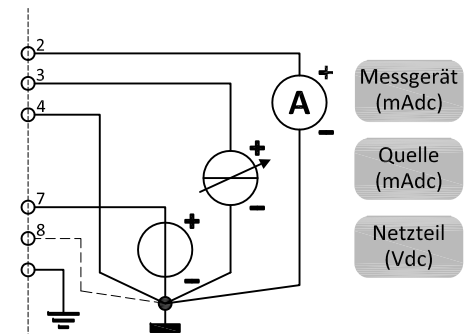 2
3
4
7
8
+
A
−
+
−
+
−
Messgerät
(mAdc)
Quelle
(mAdc)
Netzteil
(Vdc)